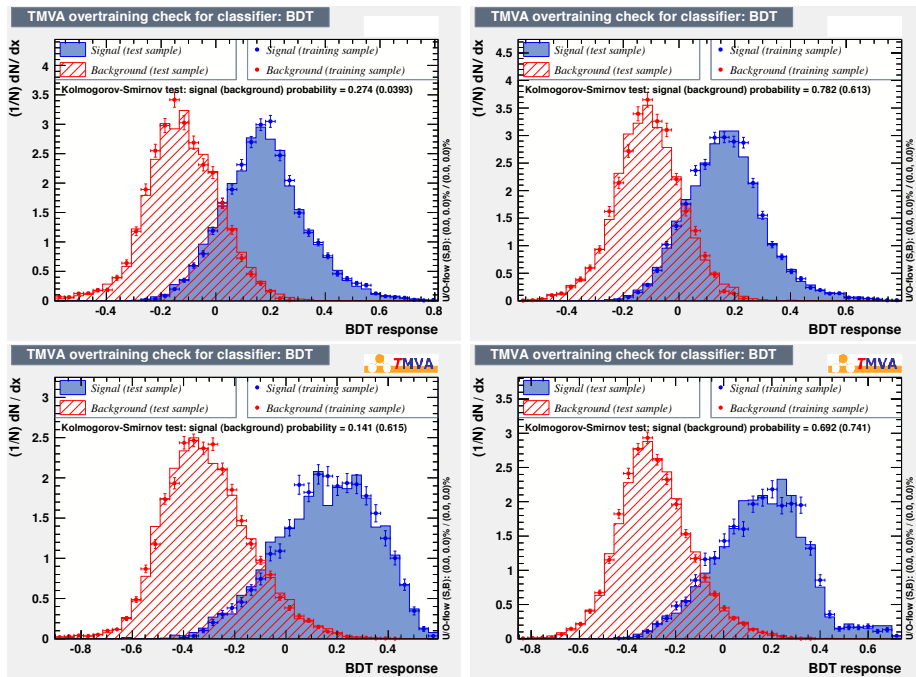 TMVA overtraining check for classifier: BDT
Signal (test sample)
Signal (training sample)
Background (test sample)
Background (training sample)
Kolmogorov-Smirnov test: signal (background) probability = 0.274 (0.0393)
(1/N) dN / dx
4
3.5
3
2.5
2
1.5
1
0.5
0
-0.4
-0.2
0
0.2
0.4
0.6
0.8
BDT response
U/O-flow (S,B): (0.0, 0.0)% / (0.0, 0.0)%
TMVA overtraining check for classifier: BDT
Signal (test sample)
Signal (training sample)
Background (test sample)
Background (training sample)
Kolmogorov-Smirnov test: signal (background) probability = 0.782 (0.613)
(1/N) dN / dx
4.5
4
3.5
3
2.5
2
1.5
1
0.5
0
-0.4
-0.2
0
0.2
0.4
0.6
BDT response
U/O-flow (S,B): (0.0, 0.0)% / (0.0, 0.0)%
TMVA overtraining check for classifier: BDT
TMVA
Signal (test sample)
Signal (training sample)
Background (test sample)
Background (training sample)
Kolmogorov-Smirnov test: signal (background) probability = 0.141 (0.615)
(1/N) dN / dx
3
2.5
2
1.5
1
0.5
0
-0.8
-0.6
-0.4
-0.2
0
0.2
0.4
BDT response
U/O-flow (S,B): (0.0, 0.0)% / (0.0, 0.0)%
TMVA overtraining check for classifier: BDT
TMVA
Signal (test sample)
Signal (training sample)
Background (test sample)
Background (training sample)
Kolmogorov-Smirnov test: signal (background) probability = 0.692 (0.741)
(1/N) dN / dx
3.5
3
2.5
2
1.5
1
0.5
0
-0.8
-0.6
-0.4
-0.2
0
0.2
0.4
0.6
BDT response
U/O-flow (S,B): (0.0, 0.0)% / (0.0, 0.0)%